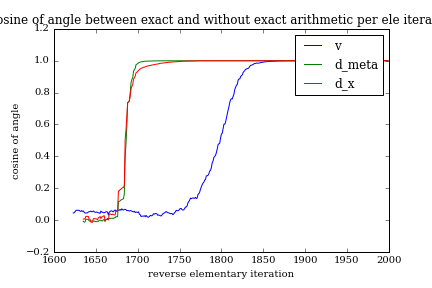 osine of angle between exact and without exact arithmetic per ele itera
1.2
1.0
0.8
0.6
0.4
0.2
0.0
−0.2
cosine of angle
v
d_meta
d_x
1600 1650 1700 1750 1800 1850 1900 1950 2000
reverse elementary iteration